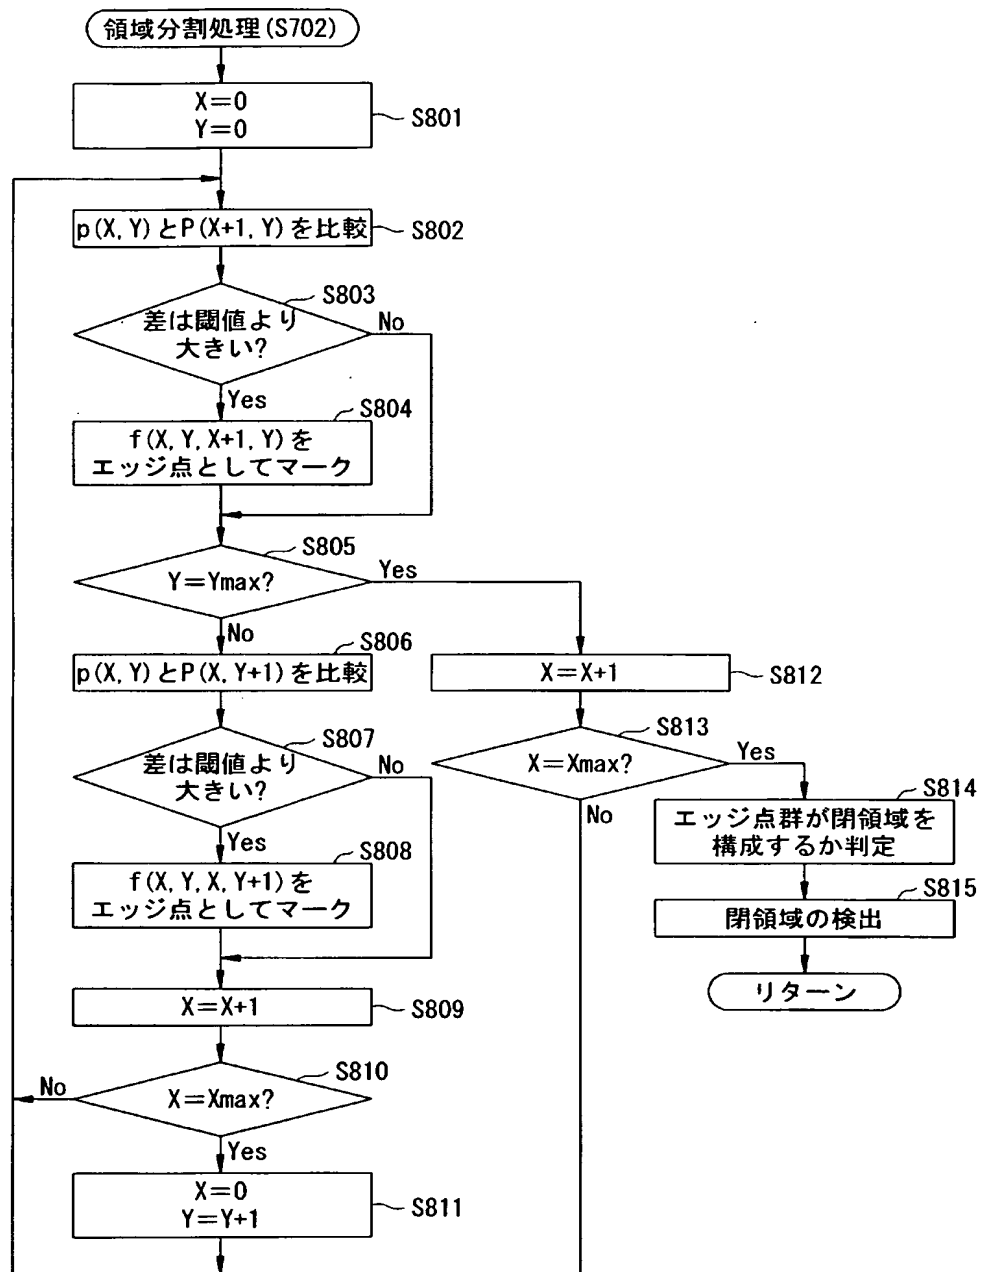 領域分割処理(S702)
X=0
Y=0
S801
p(X,Y)とP(X+1,Y)を比較
S802
S803
差は閾値より
大きい?
No
Yes
S804
f(X,Y,X+1,Y)を
エッジ点としてマーク
S805
Y=Ymax?
Yes
No
S806
p(X,Y)とP(X,Y+1)を比較
X=X+1
S812
S807
差は閾値より
大きい?
No
Yes
S813
X=Xmax?
Yes
No
S814
エッジ点群が閉領域を
構成するか判定
S808
f(X,Y,X,Y+1)を
エッジ点としてマーク
S815
閉領域の検出
リターン
X=X+1
S809
S810
X=Xmax?
No
Yes
X=0
Y=Y+1
S811